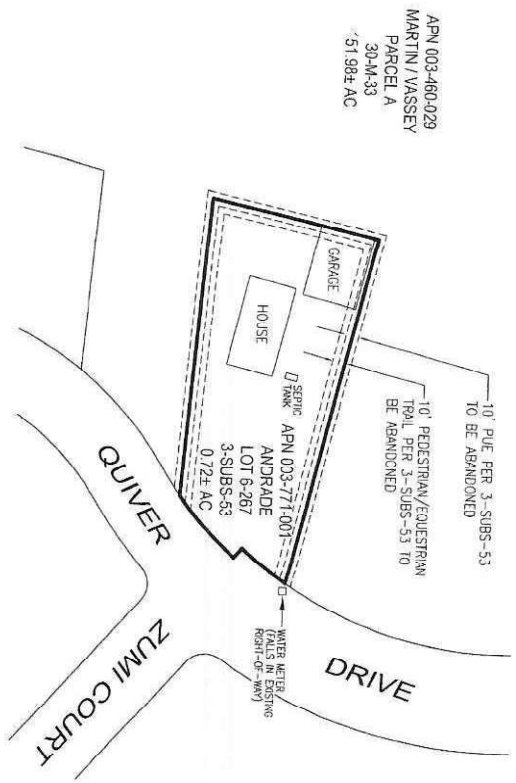 APN 003-460-029
MARTIN / VASSEY
PARCEL A
30-M-33
51.98± AC
10' PUE PER 3-SUBS-53
TO BE ABANDONED
10' PEDESTRIAN/EQUESTRIAN
TRAIL PER 3-SUBS-53 TO
BE ABANDONED
GARAGE
HOUSE
SEPTIC
TANK
APN 003-771-001
ANDRADE
LOT 6-267
3-SUBS-53
0.72± AC
WATER METER
(FALLS IN EXISTING
RIGHT-OF-WAY)
QUIVER
DRIVE
ZUMI COURT